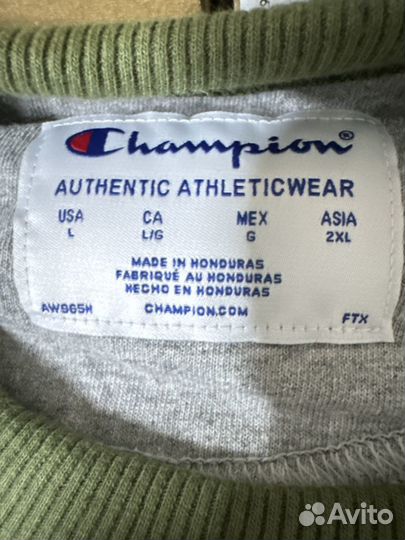 Champion®
AUTHENTIC ATHLETICWEAR
USA CA MEX ASIA
L L/G G 2XL
MADE IN HONDURAS
FABRIQUÉ AU HONDURAS
HECHO EN HONDURAS
AW965H CHAMPION.COM FTX
Avito